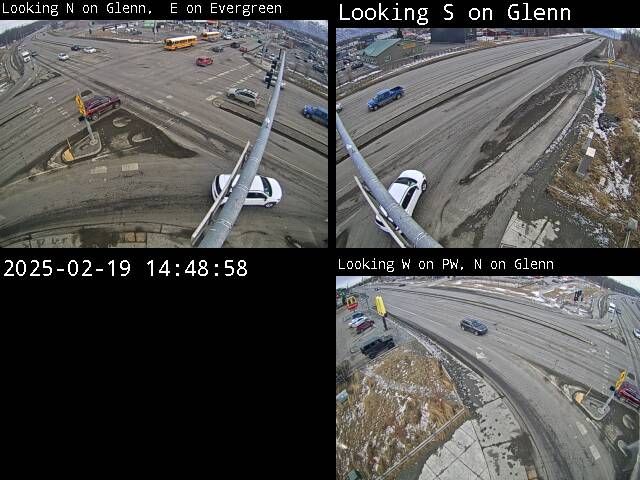 Looking N on Glenn,  E on Evergreen
Looking S on Glenn
2025-02-19 14:48:58
Looking W on PW, N on Glenn